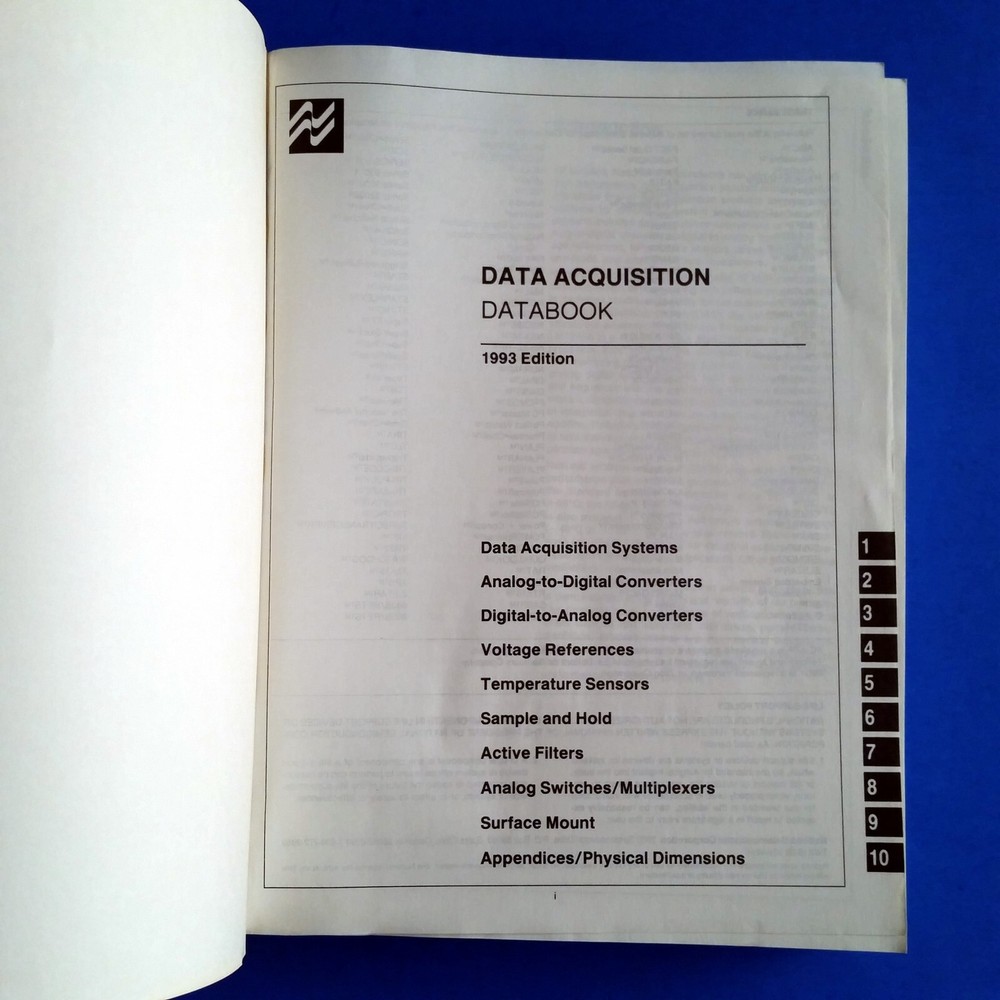 DATA ACQUISITION
DATABOOK
1993 Edition
Data Acquisition Systems 1
Analog-to-Digital Converters 2
Digital-to-Analog Converters 3
Voltage References 4
Temperature Sensors 5
Sample and Hold 6
Active Filters 7
Analog Switches/Multiplexers 8
Surface Mount 9
Appendices/Physical Dimensions 10
i